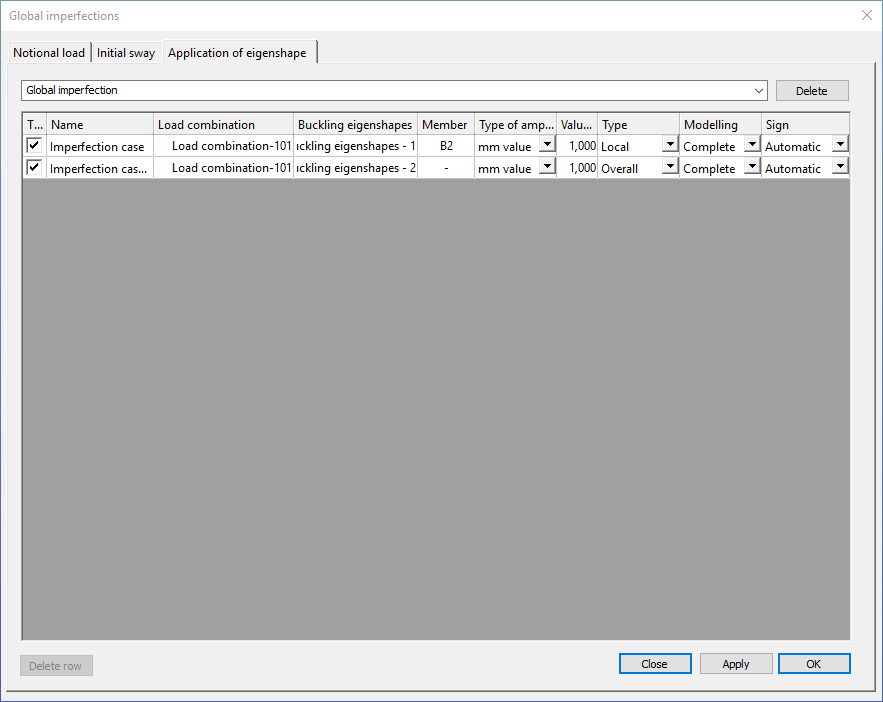 Global imperfections
Notional load Initial sway Application of eigenshape
Global imperfection Delete
T... Name Load combination Buckling eigenshapes Member Type of amp... Valu... Type Modelling Sign
Imperfection case Load combination-101 uckling eigenshapes - 1 B2 mm value 1,000 Local Complete Automatic
Imperfection cas... Load combination-101 uckling eigenshapes - 2 - mm value 1,000 Overall Complete Automatic
Delete row Close Apply OK